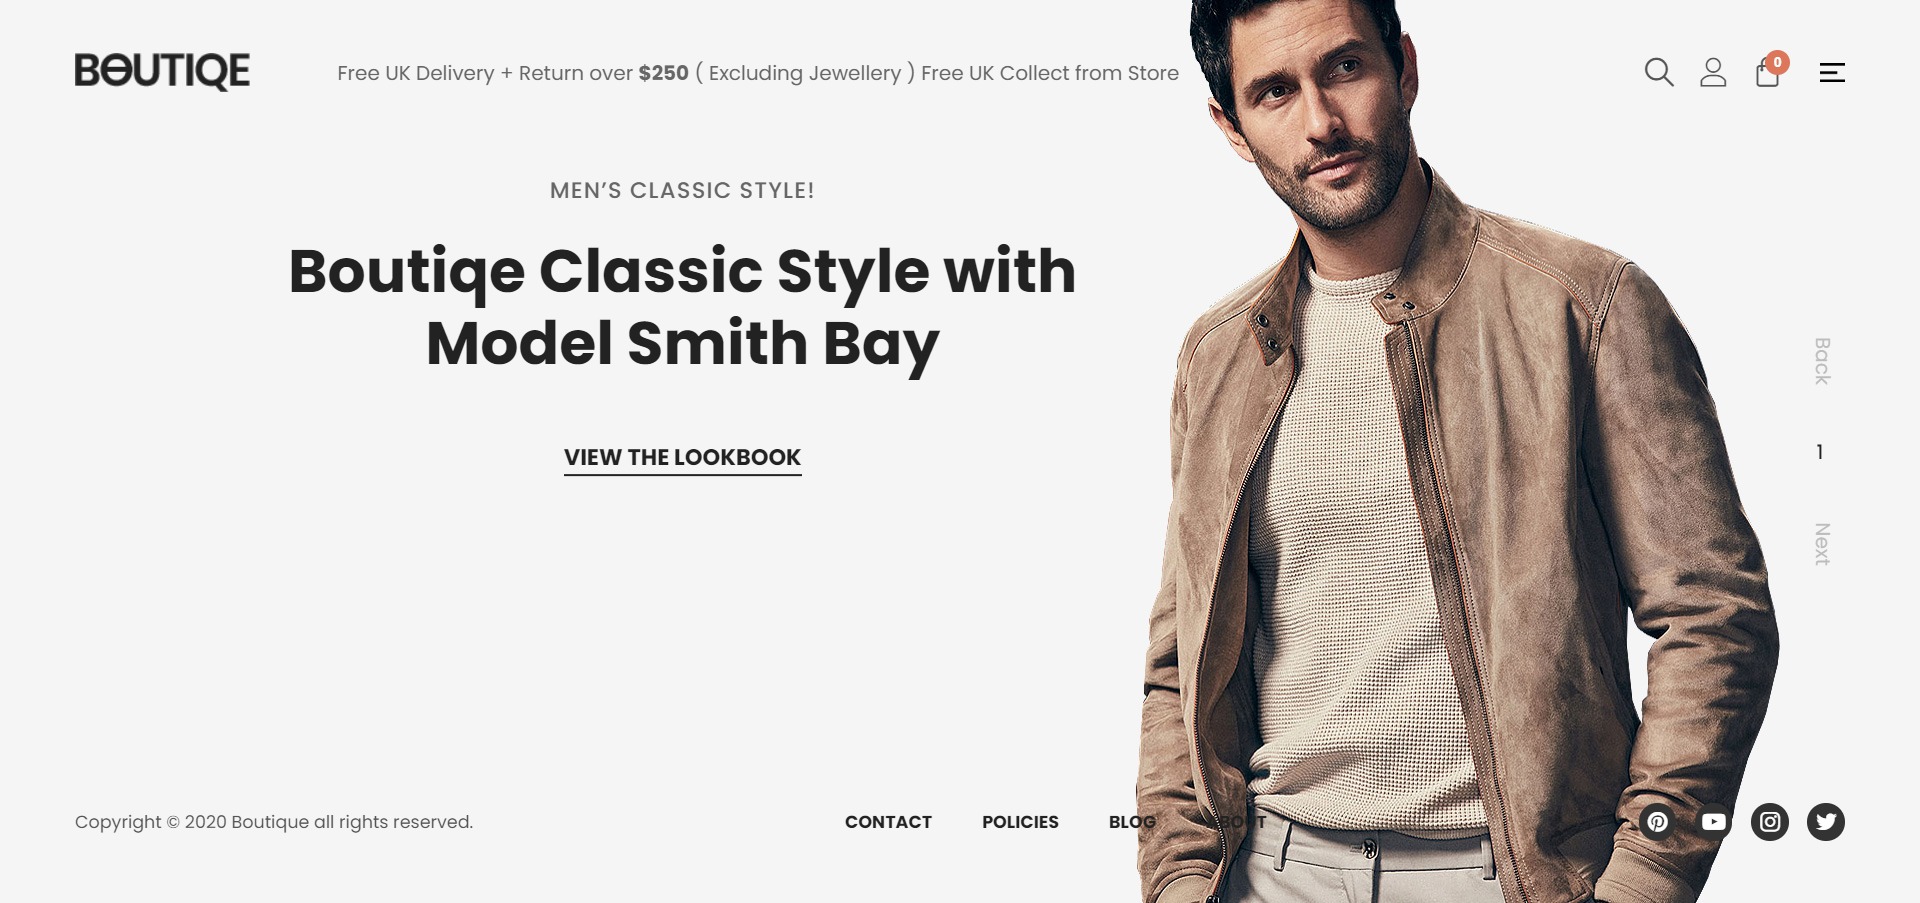 BOUTIQE
Free UK Delivery + Return over $250 ( Excluding Jewellery ) Free UK Collect from Store
0
MEN'S CLASSIC STYLE!
Boutiqe Classic Style with
Model Smith Bay
VIEW THE LOOKBOOK
Back
1
Next
Copyright © 2020 Boutique all rights reserved.
CONTACT POLICIES BLOG ABOUT